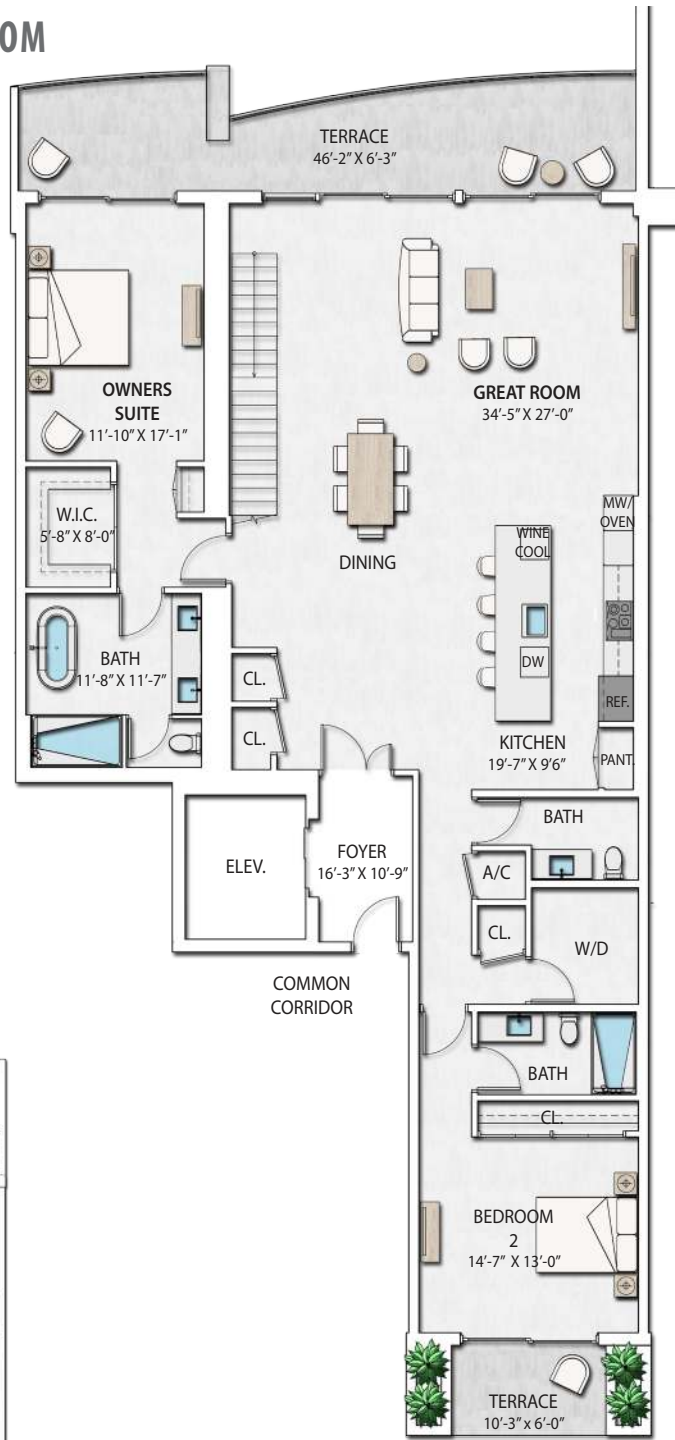 OM
TERRACE
46'-2" X 6'-3"
OWNERS
SUITE
11'-10" X 17'-1"
GREAT ROOM
34'-5" X 27'-0"
W.I.C.
5'-8" X 8'-0"
DINING
MW/
OVEN
WINE
COOL
DW
REF.
BATH
11'-8" X 11'-7"
CL.
CL.
KITCHEN
19'-7" X 9'6"
PANT.
ELEV.
FOYER
16'-3" X 10'-9"
BATH
A/C
CL.
W/D
COMMON
CORRIDOR
BATH
CL.
BEDROOM
2
14'-7" X 13'-0"
TERRACE
10'-3" x 6'-0"